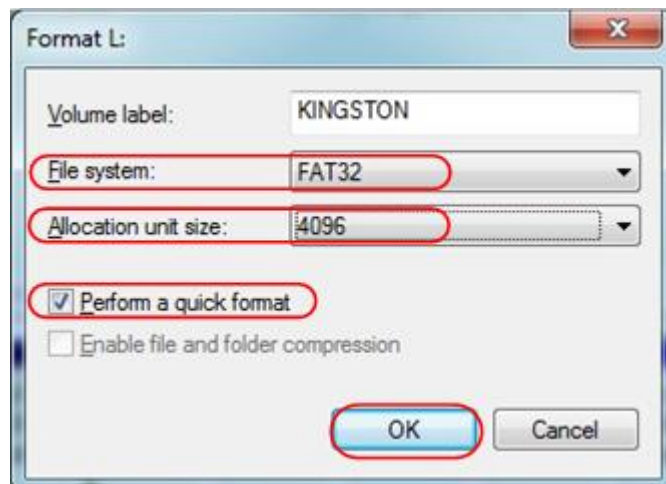 Format L:
Volume label: KINGSTON
File system: FAT32
Allocation unit size: 4096
Perform a quick format
Enable file and folder compression
OK Cancel